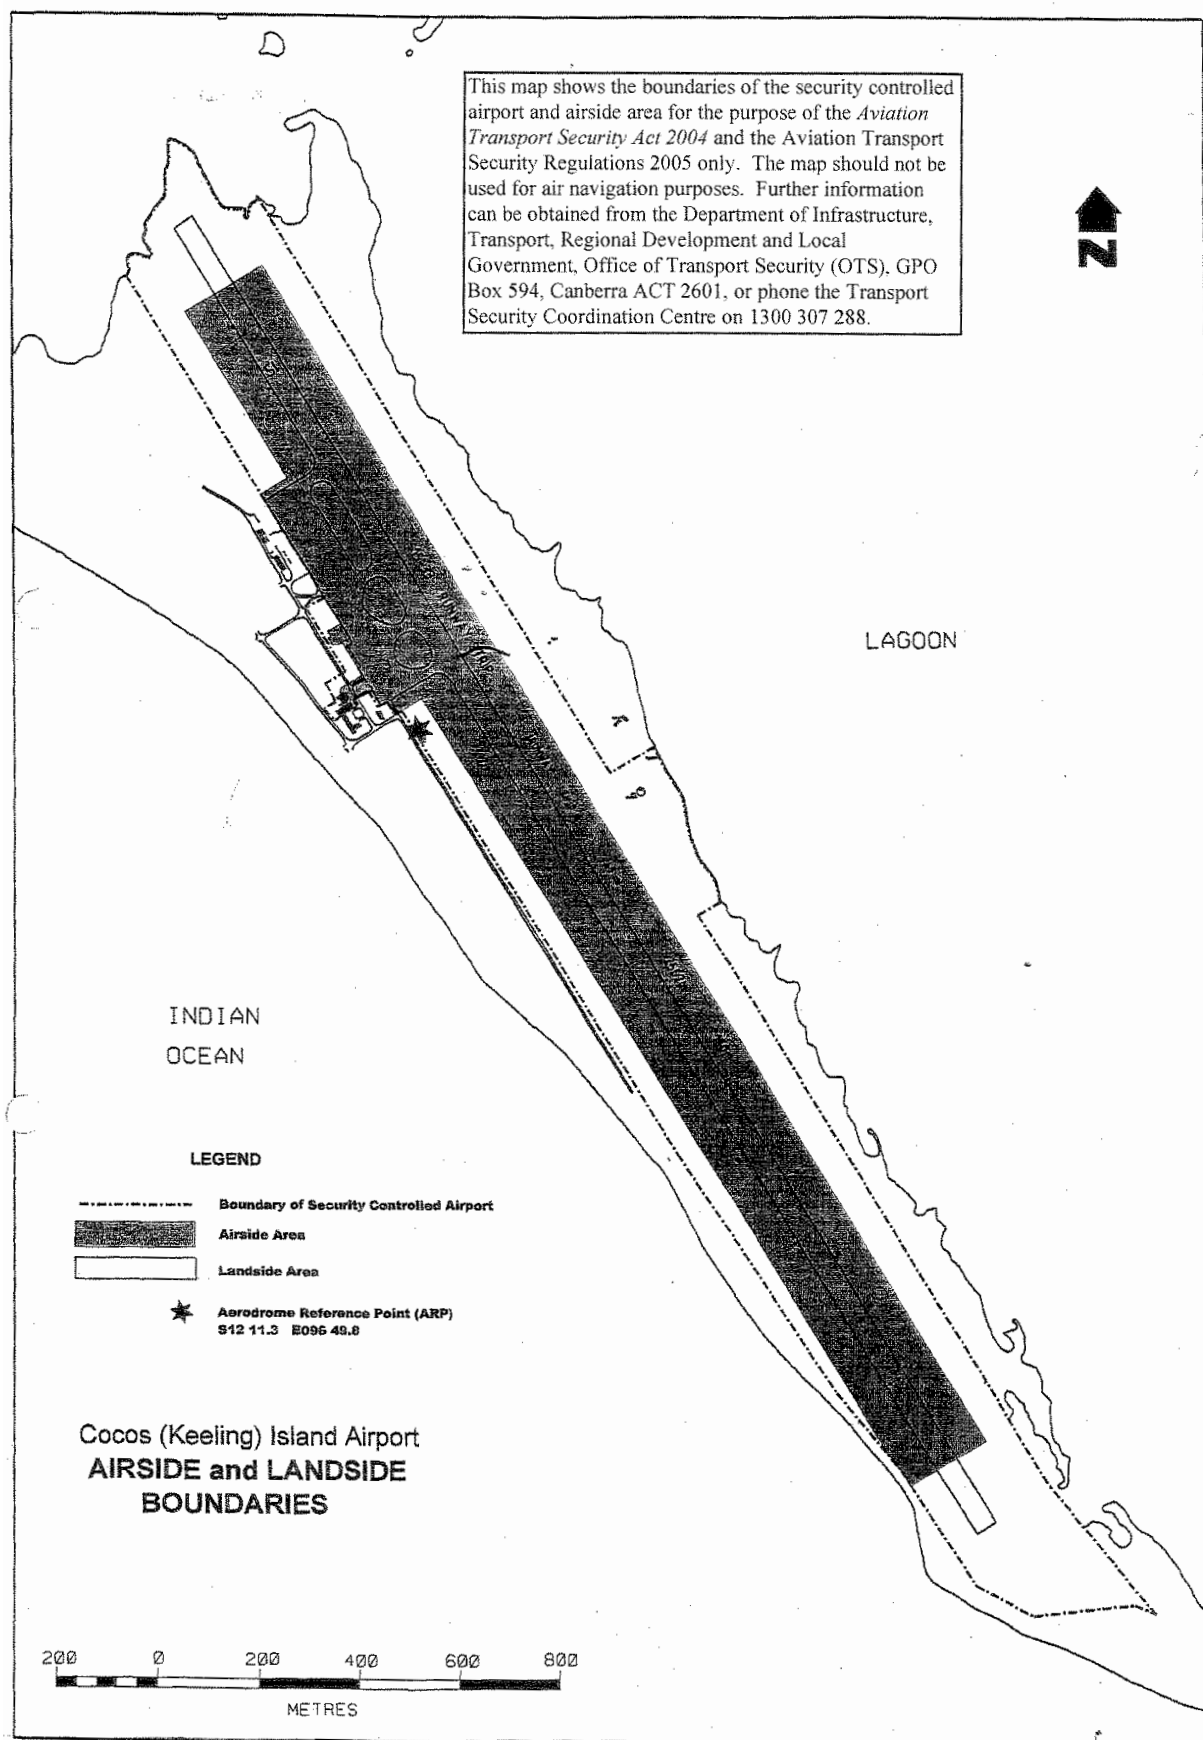 This map shows the boundaries of the security controlled
airport and airside area for the purpose of the Aviation
Transport Security Act 2004 and the Aviation Transport
Security Regulations 2005 only. The map should not be
used for air navigation purposes. Further information
can be obtained from the Department of Infrastructure,
Transport, Regional Development and Local
Government, Office of Transport Security (OTS), GPO
Box 594, Canberra ACT 2601, or phone the Transport
Security Coordination Centre on 1300 307 288.
N
LAGOON
INDIAN
OCEAN
LEGEND
Boundary of Security Controlled Airport
Airside Area
Landside Area
Aerodrome Reference Point (ARP)
S12 11.3 E096 49.8
Cocos (Keeling) Island Airport
AIRSIDE and LANDSIDE
BOUNDARIES
200 0 200 400 600 800
METRES